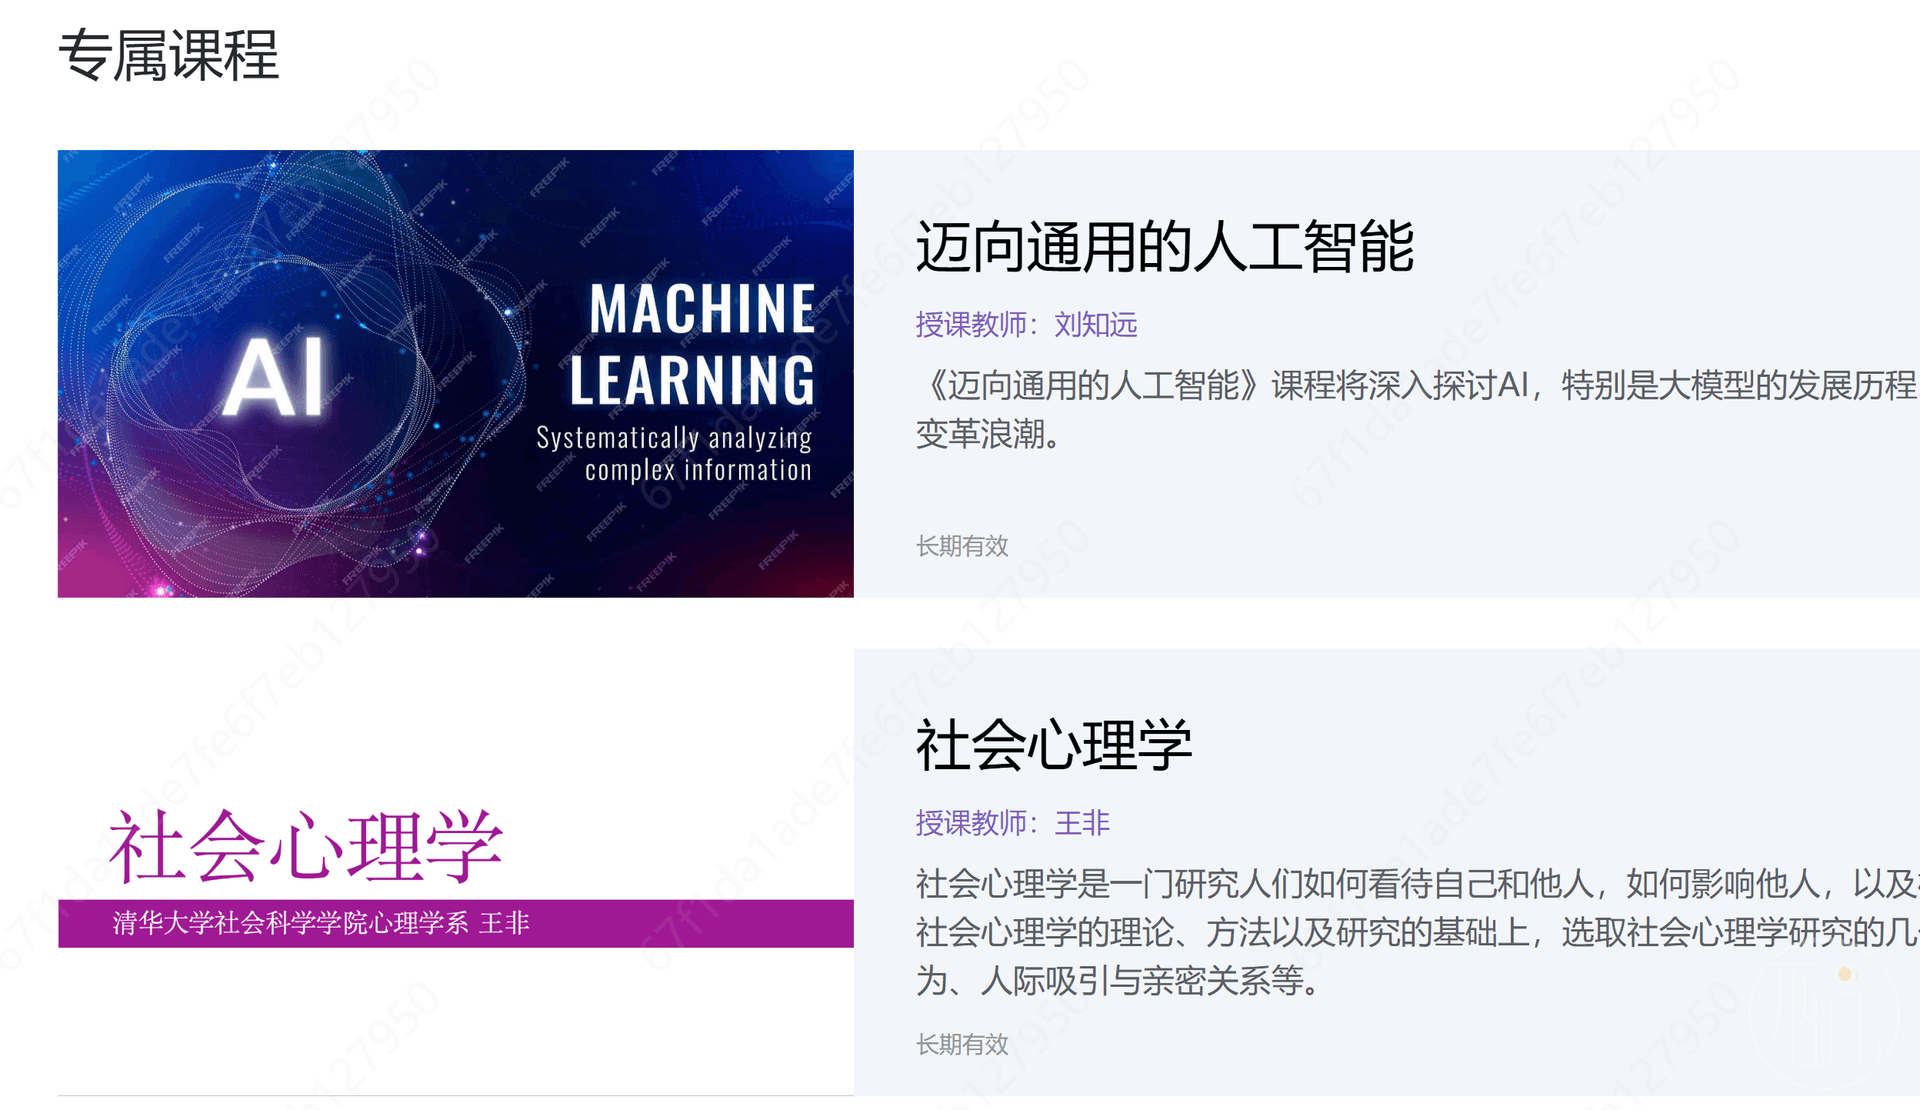 专属课程
AI
MACHINE
LEARNING
Systematically analyzing
complex information
迈向通用的人工智能
授课教师：刘知远
《迈向通用的人工智能》课程将深入探讨AI，特别是大模型的发展历程
变革浪潮。
长期有效
社会心理学
清华大学社会科学学院心理学系 王非
社会心理学
授课教师：王非
社会心理学是一门研究人们如何看待自己和他人，如何影响他人，以及
社会心理学的理论、方法以及研究的基础上，选取社会心理学研究的几
为、人际吸引与亲密关系等。
长期有效